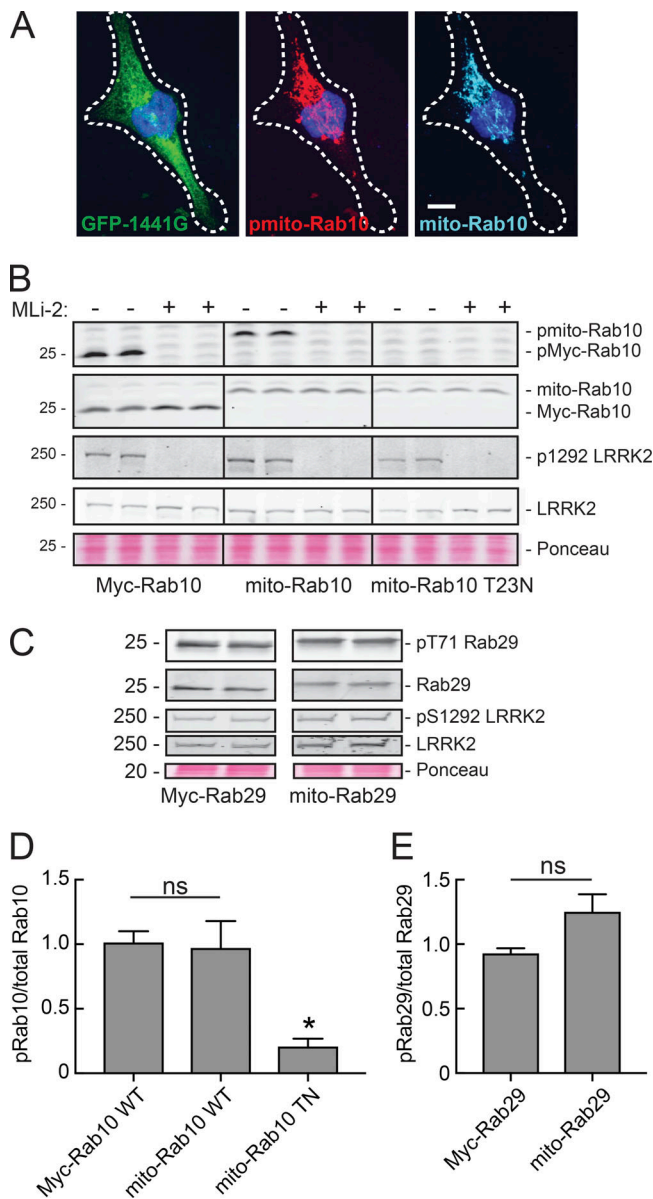 A
GFP-1441G
pmito-Rab10
mito-Rab10
B
MLi-2: - - + + - - + + - - + +
- pmito-Rab10
25 - - pMyc-Rab10
- mito-Rab10
25 - - Myc-Rab10
250 - - p1292 LRRK2
250 - - LRRK2
25 - - Ponceau
Myc-Rab10 mito-Rab10 mito-Rab10 T23N
C
25 - - pT71 Rab29
25 - - Rab29
250 - - pS1292 LRRK2
250 - - LRRK2
20 - - Ponceau
Myc-Rab29 mito-Rab29
D
pRab10/total Rab10
1.5
1.0
0.5
0
ns
*
Myc-Rab10 WT
mito-Rab10 WT
mito-Rab10 TN
E
pRab29/total Rab29
1.5
1.0
0.5
0
ns
Myc-Rab29
mito-Rab29